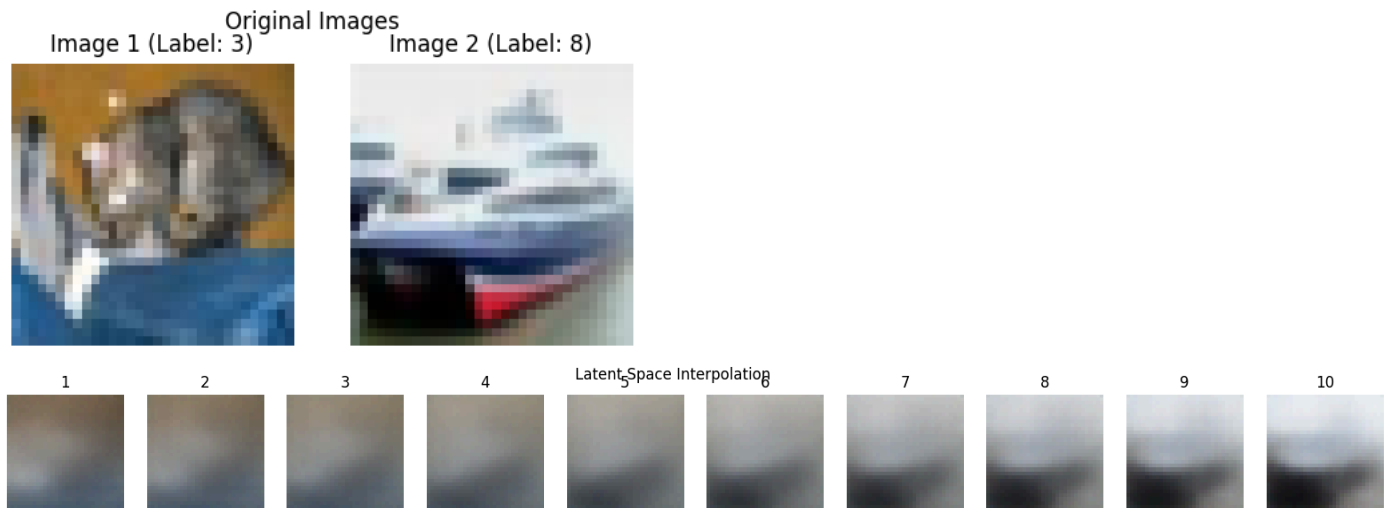 Original Images
Image 1 (Label: 3) Image 2 (Label: 8)
Latent Space Interpolation
1 2 3 4 5 6 7 8 9 10